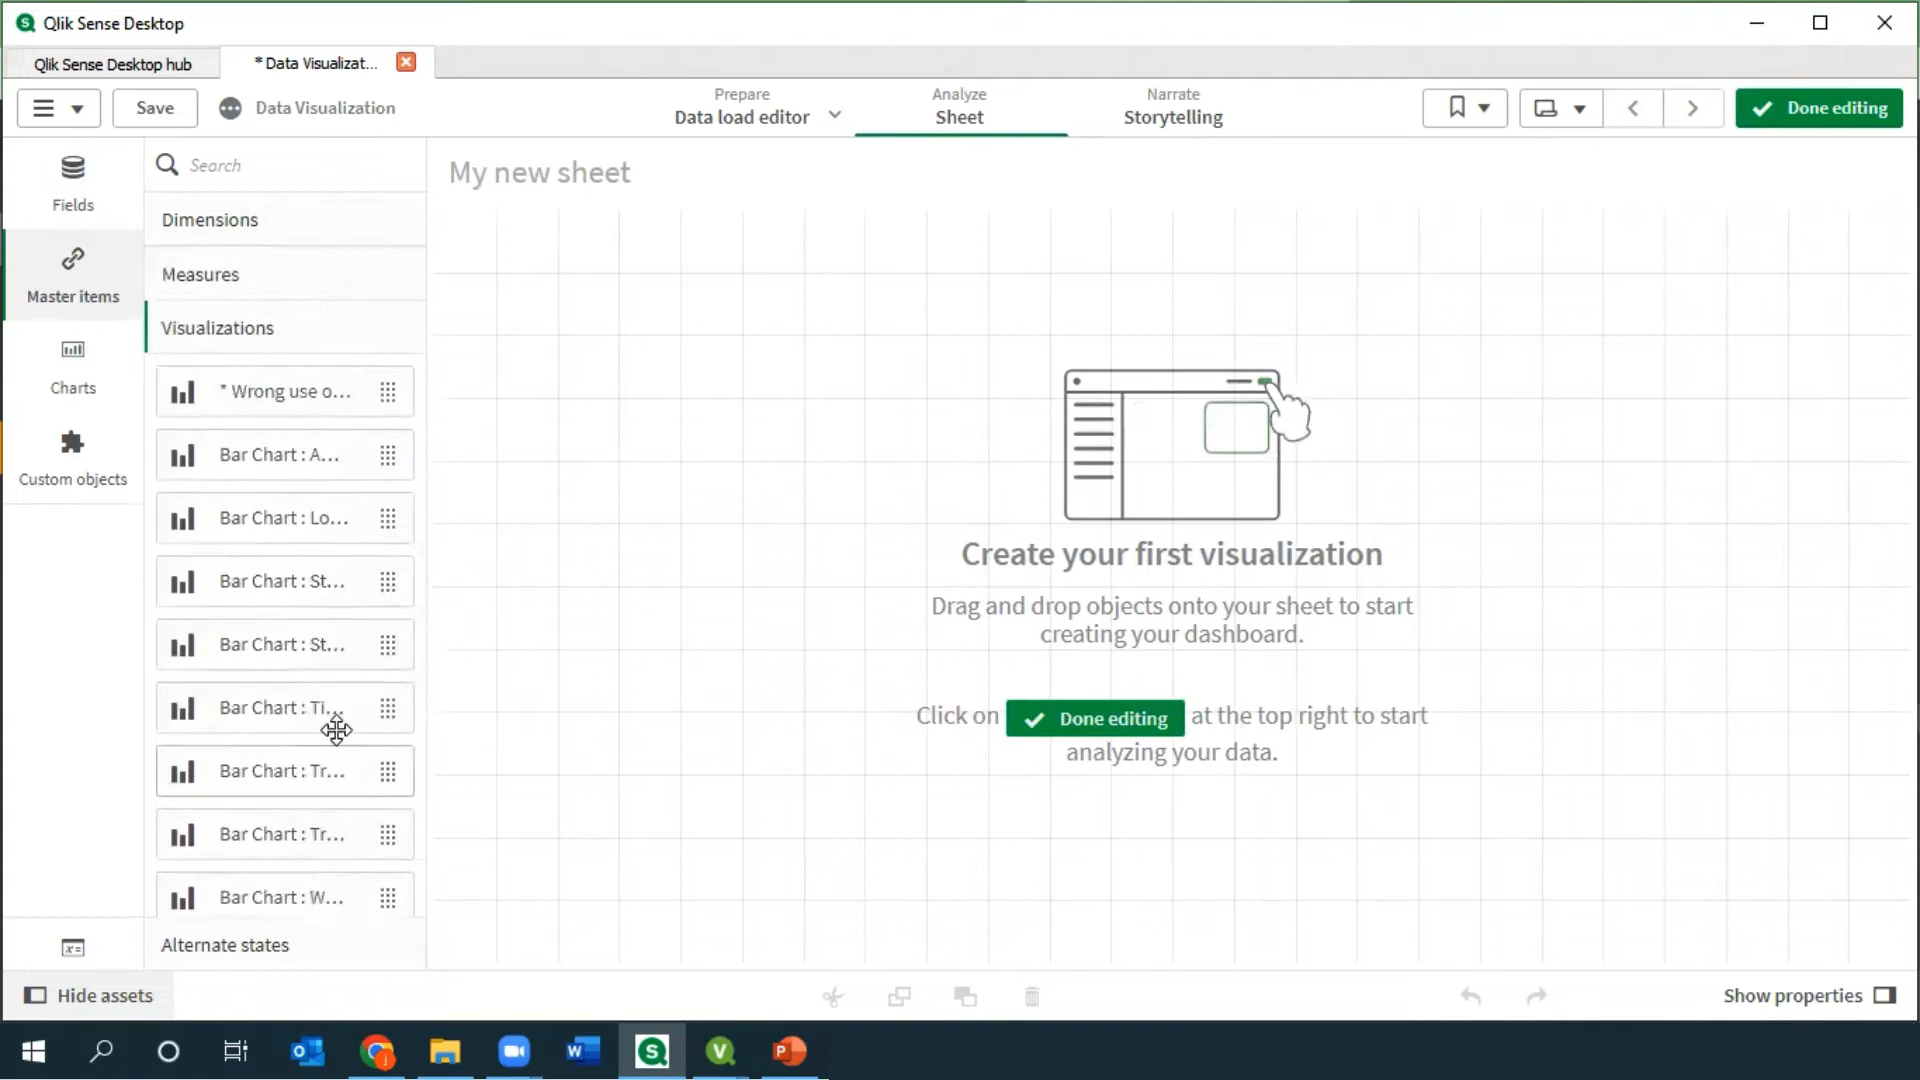 Qlik Sense Desktop
Qlik Sense Desktop hub
* Data Visualizat...
Save
Data Visualization
Prepare
Data load editor
Analyze
Sheet
Narrate
Storytelling
Done editing
Fields
Master items
Charts
Custom objects
Search
Dimensions
Measures
Visualizations
* Wrong use o...
Bar Chart : A...
Bar Chart : Lo...
Bar Chart : St...
Bar Chart : St...
Bar Chart : Ti...
Bar Chart : Tr...
Bar Chart : Tr...
Bar Chart : W...
Alternate states
My new sheet
Create your first visualization
Drag and drop objects onto your sheet to start
creating your dashboard.
Click on Done editing at the top right to start
analyzing your data.
Hide assets
Show properties